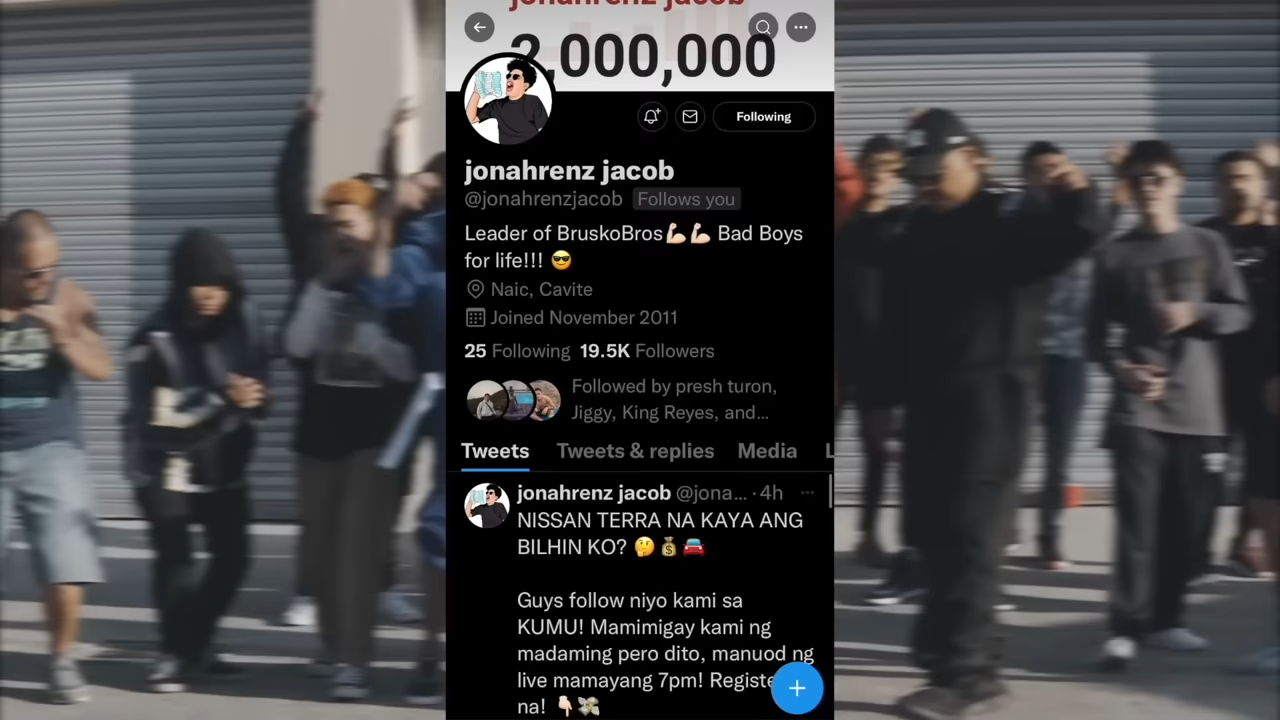 jonahrenz jacob
2,000,000
Following
jonahrenz jacob
@jonahrenzjacob Follows you
Leader of BruskoBros💪🏻💪🏻 Bad Boys
for life!!! 😎
Naic, Cavite
Joined November 2011
25 Following 19.5K Followers
Followed by presh turon,
Jiggy, King Reyes, and...
Tweets Tweets & replies Media L
jonahrenz jacob @jona... · 4h
NISSAN TERRA NA KAYA ANG
BILHIN KO? 🤔💰🚘
Guys follow niyo kami sa
KUMU! Mamimigay kami ng
madaming pero dito, manuod ng
live mamayang 7pm! Registe
na! 👇🏻💸